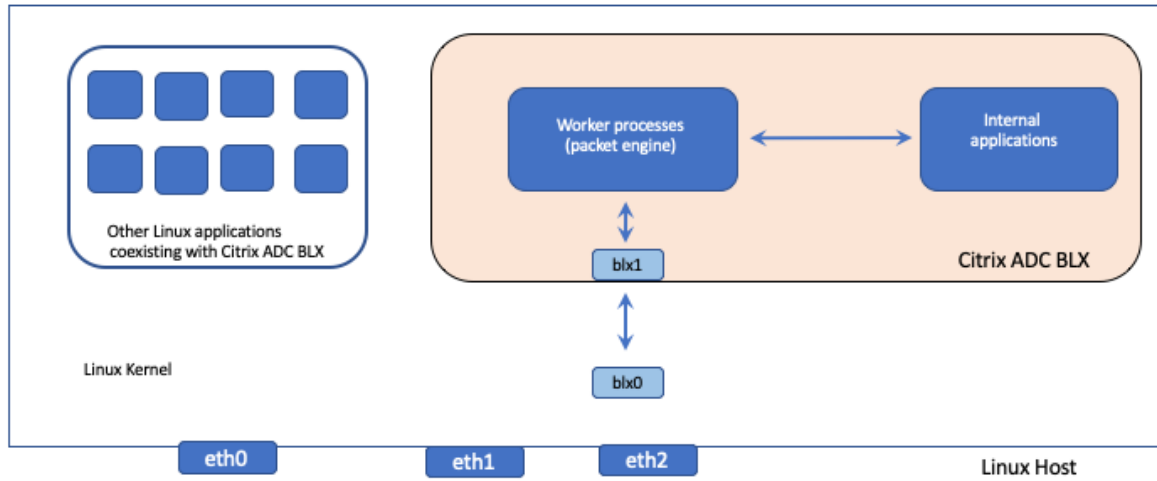 Worker processes
(packet engine)
Internal
applications
Other Linux applications
coexisting with Citrix ADC BLX
blx1
Citrix ADC BLX
Linux Kernel
blx0
eth0
eth1
eth2
Linux Host